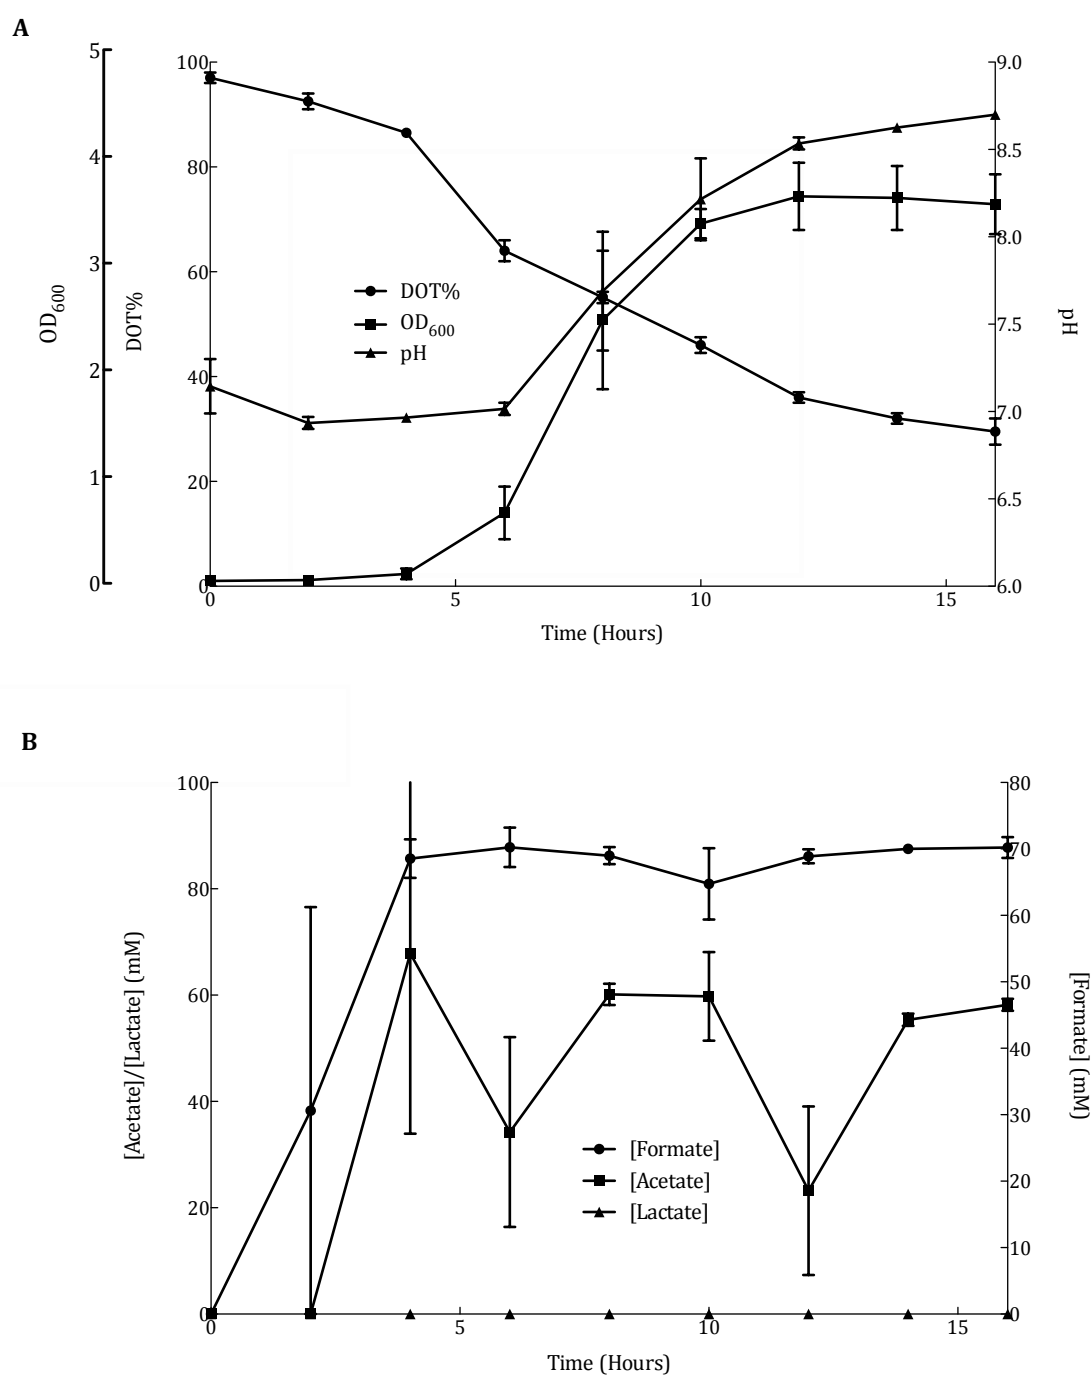 A
5
4
3
2
1
0
OD600
100
80
60
40
20
0
DOT%
DOT%
OD600
pH
9.0
8.5
8.0
7.5
7.0
6.5
6.0
pH
0
5
10
15
Time (Hours)
B
100
80
60
40
20
0
[Acetate]/[Lactate] (mM)
[Formate]
[Acetate]
[Lactate]
80
70
60
50
40
30
20
10
0
[Formate] (mM)
0
5
10
15
Time (Hours)